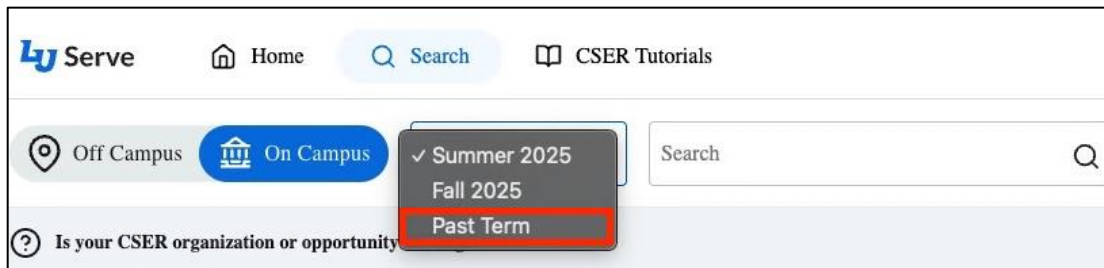 LU Serve Home Search CSER Tutorials
Off Campus On Campus Search
✓ Summer 2025
Fall 2025
Past Term
Is your CSER organization or opportunity